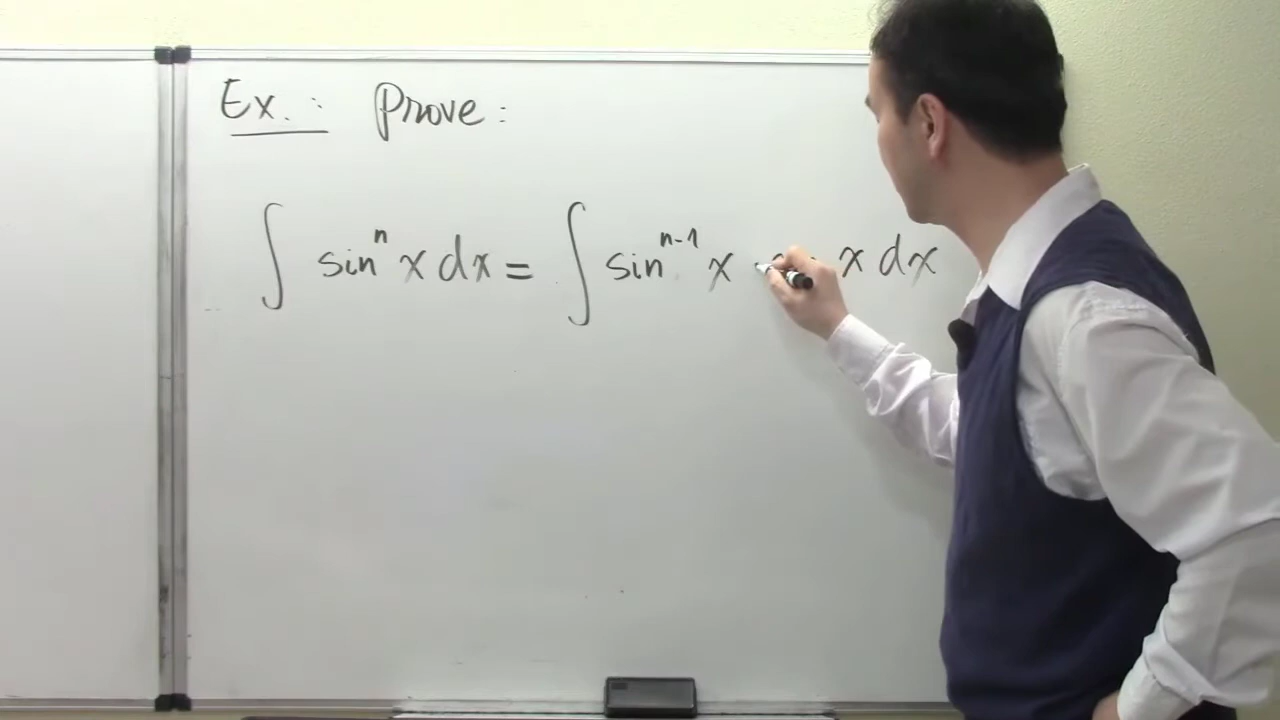 Ex. : Prove :
∫ sinⁿ x dx = ∫ sinⁿ⁻¹ x x dx